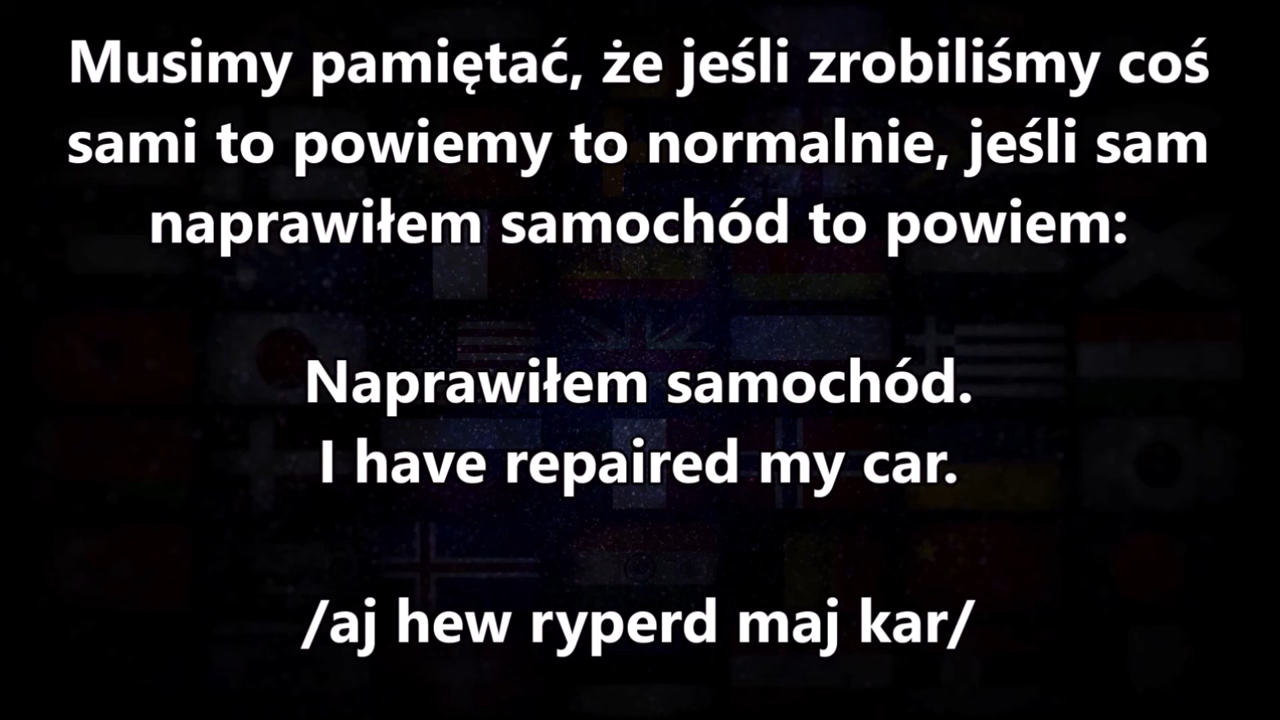 Musimy pamiętać, że jeśli zrobiliśmy coś
sami to powiemy to normalnie, jeśli sam
naprawiłem samochód to powiem:
Naprawiłem samochód.
I have repaired my car.
/aj hew ryperd maj kar/